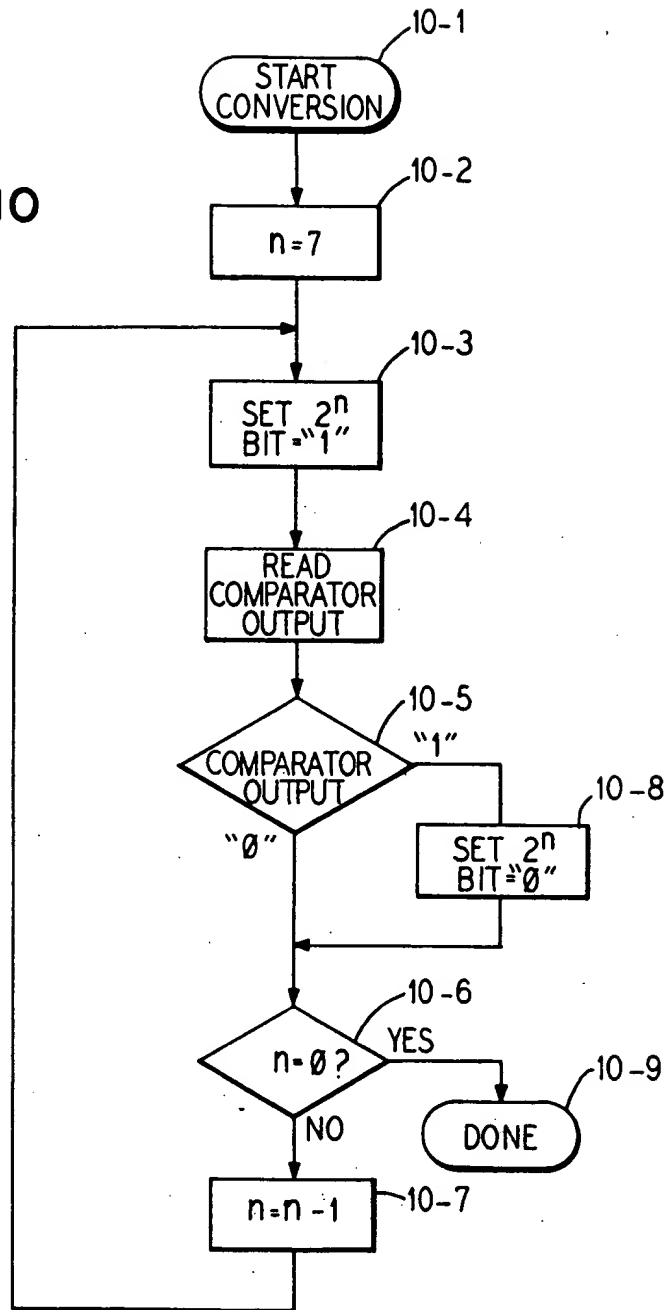 10-1
START
CONVERSION
10-2
10
n=7
10-3
SET 2ⁿ
BIT="1"
10-4
READ
COMPARATOR
OUTPUT
10-5
"1"
COMPARATOR
OUTPUT
"Ø"
10-8
SET 2ⁿ
BIT="Ø"
10-6
n=Ø?
YES
10-9
DONE
NO
10-7
n=n-1